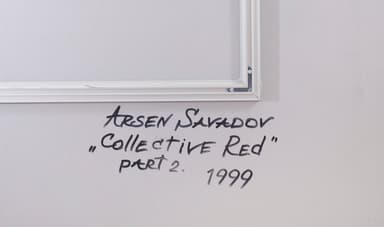 Arsen Savadov
„Collective Red"
part 2. 1999